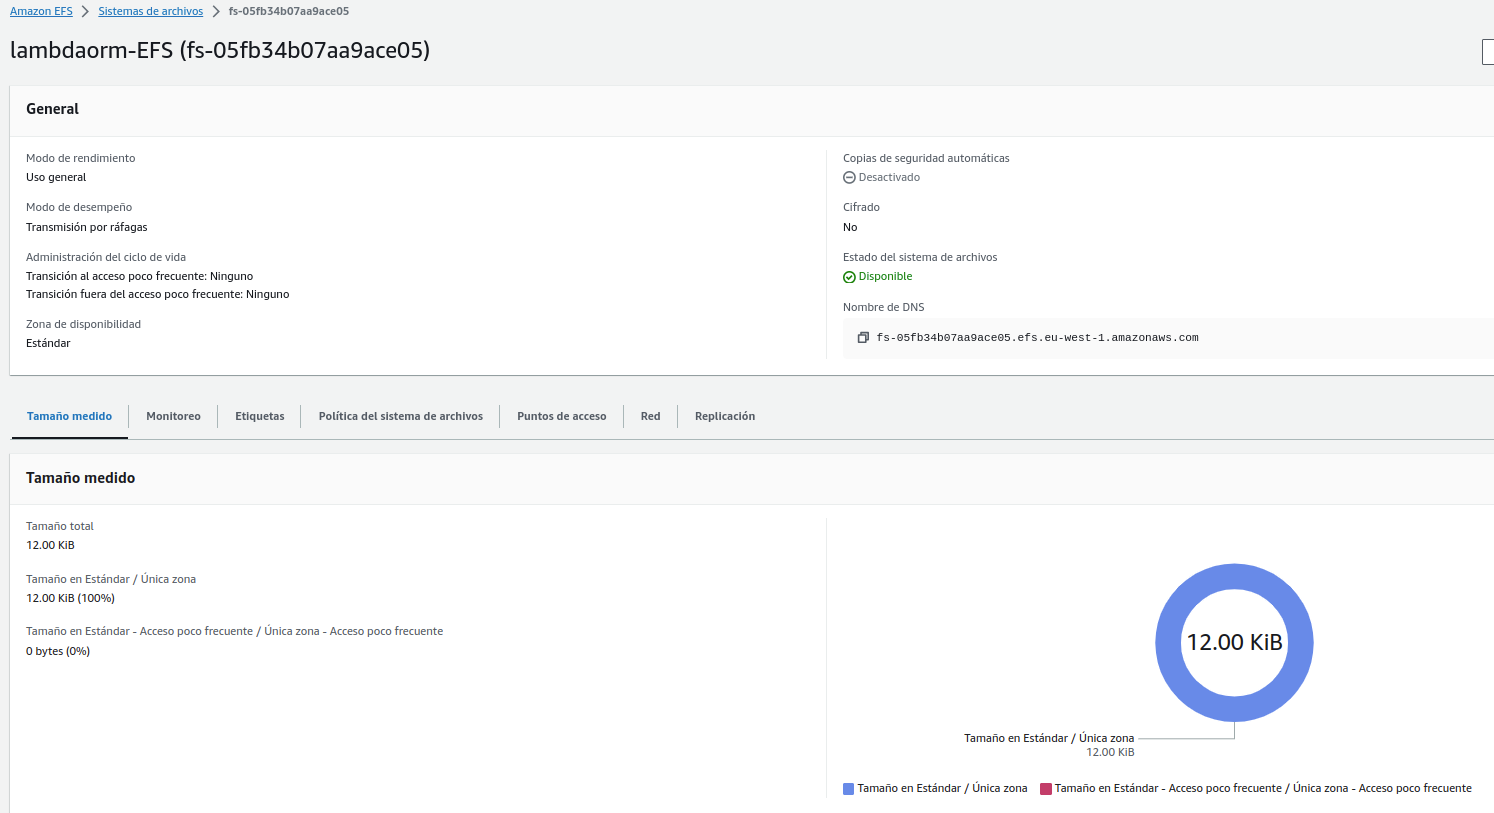 Amazon EFS > Sistemas de archivos > fs-05fb34b07aa9ace05
lambdaorm-EFS (fs-05fb34b07aa9ace05)
General
Modo de rendimiento
Uso general
Modo de desempeño
Transmisión por ráfagas
Administración del ciclo de vida
Transición al acceso poco frecuente: Ninguno
Transición fuera del acceso poco frecuente: Ninguno
Zona de disponibilidad
Estándar
Copias de seguridad automáticas
Desactivado
Cifrado
No
Estado del sistema de archivos
Disponible
Nombre de DNS
fs-05fb34b07aa9ace05.efs.eu-west-1.amazonaws.com
Tamaño medido
Monitoreo
Etiquetas
Política del sistema de archivos
Puntos de acceso
Red
Replicación
Tamaño medido
Tamaño total
12.00 KiB
Tamaño en Estándar / Única zona
12.00 KiB (100%)
Tamaño en Estándar - Acceso poco frecuente / Única zona - Acceso poco frecuente
0 bytes (0%)
12.00 KiB
Tamaño en Estándar / Única zona
12.00 KiB
Tamaño en Estándar / Única zona
Tamaño en Estándar - Acceso poco frecuente / Única zona - Acceso poco frecuente